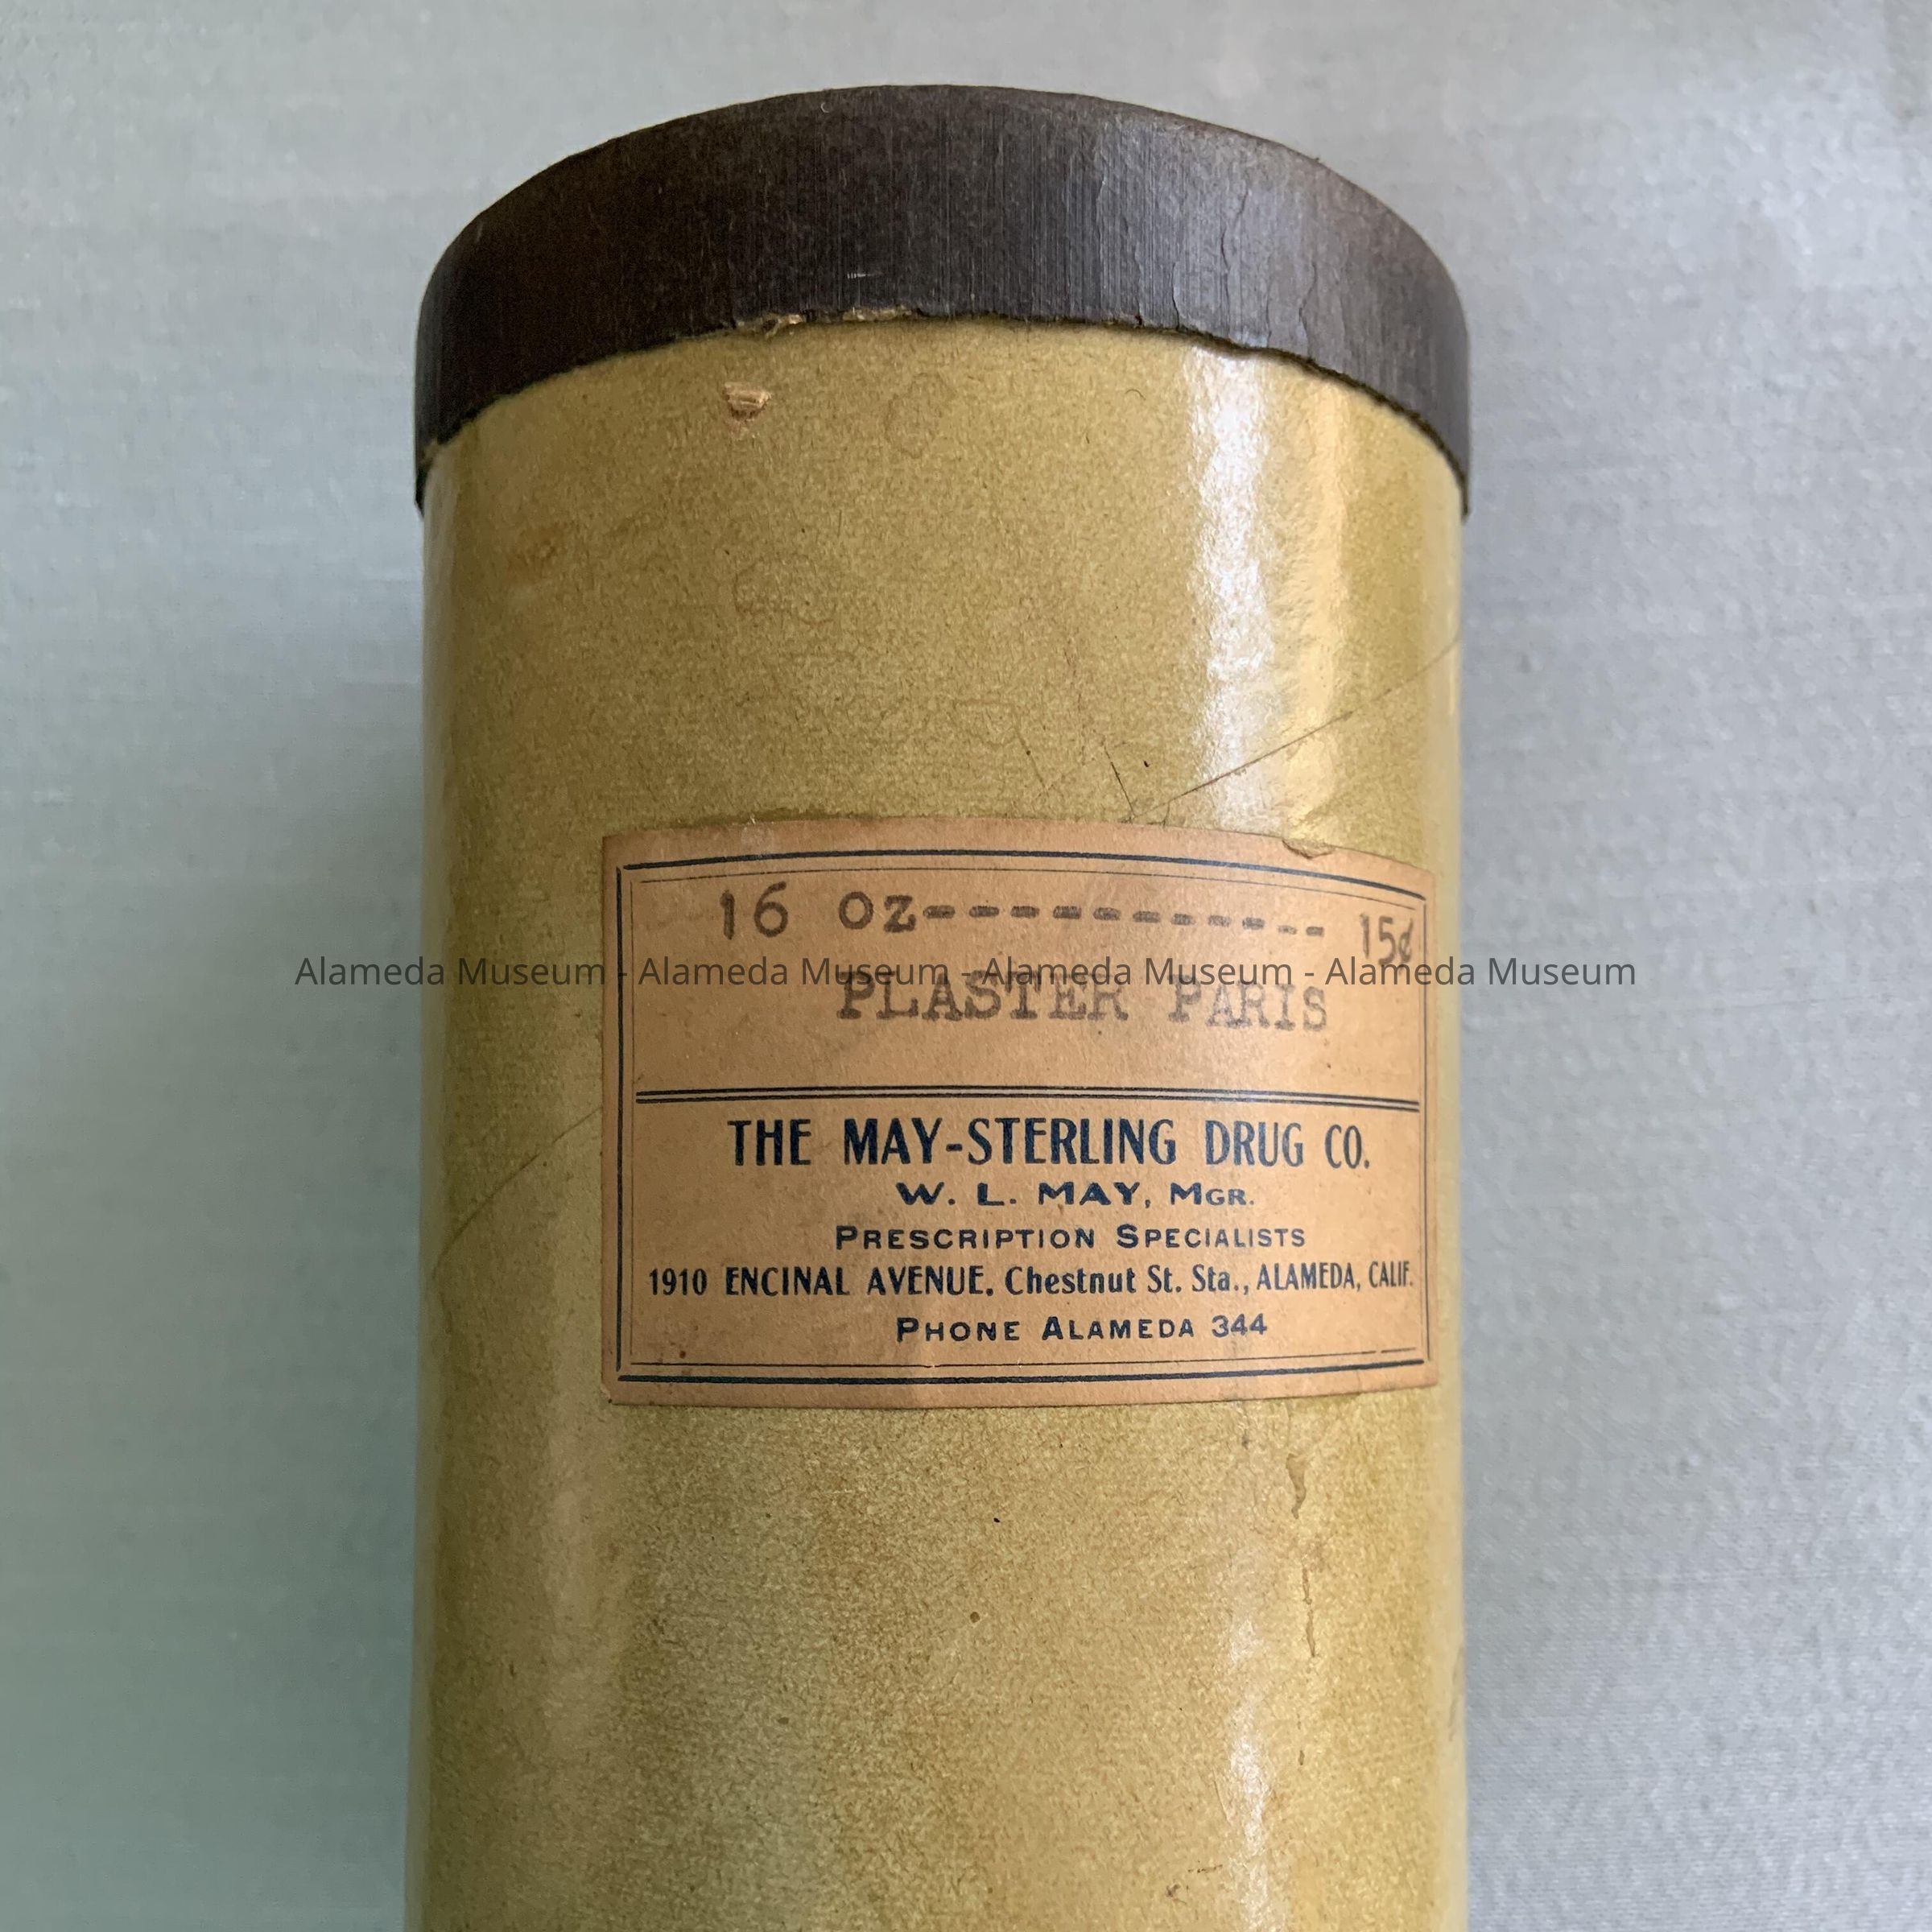 16 Oz------------ 15¢
Alameda Museum - Alameda Museum - Alameda Museum - Alameda Museum
PLASTER PARIS
THE MAY-STERLING DRUG CO.
W. L. MAY, MGR.
PRESCRIPTION SPECIALISTS
1910 ENCINAL AVENUE. Chestnut St. Sta., ALAMEDA, CALIF.
PHONE ALAMEDA 344